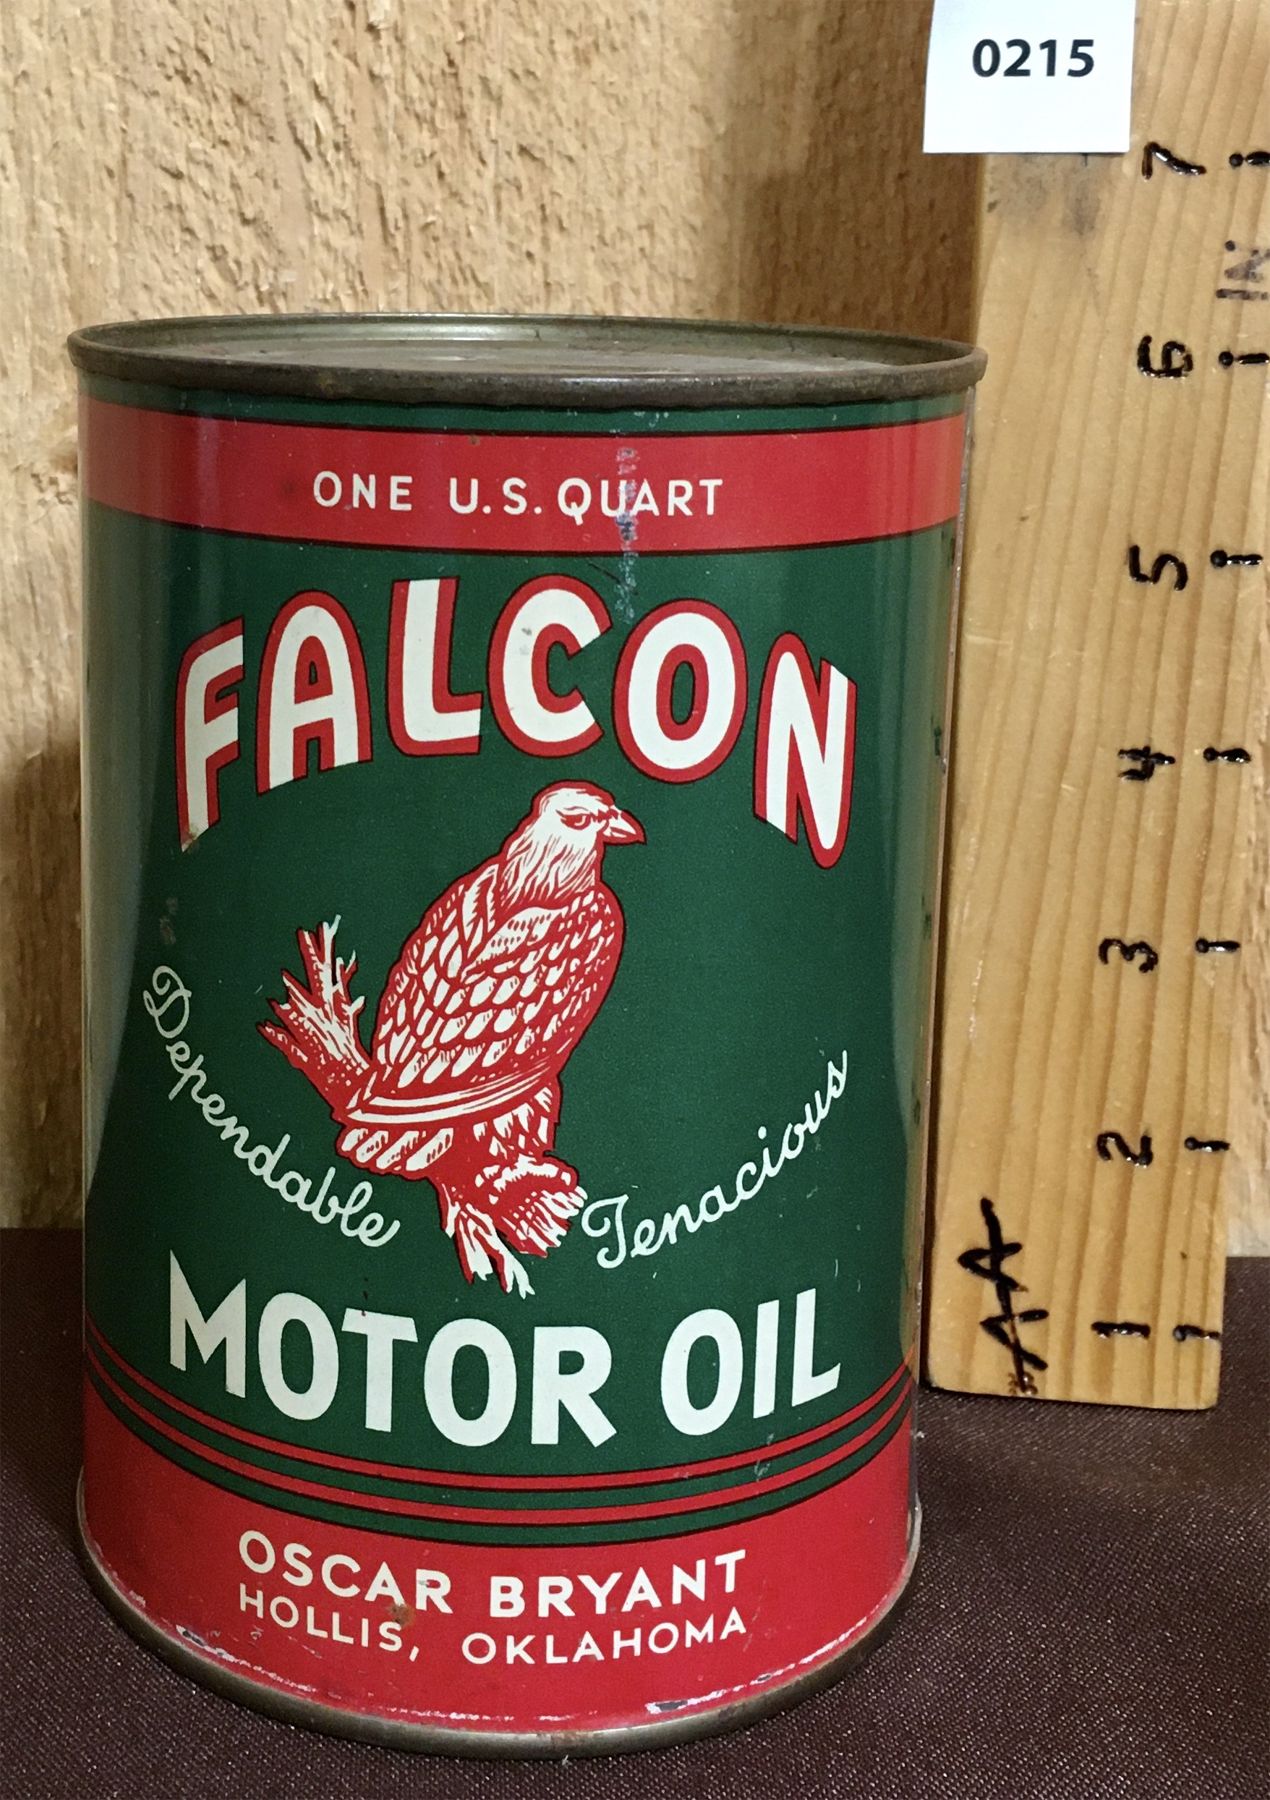 0215
ONE U.S. QUART
FALCON
Dependable
Tenacious
MOTOR OIL
OSCAR BRYANT
HOLLIS, OKLAHOMA
7
IN
6
5
4
3
2
1
AA